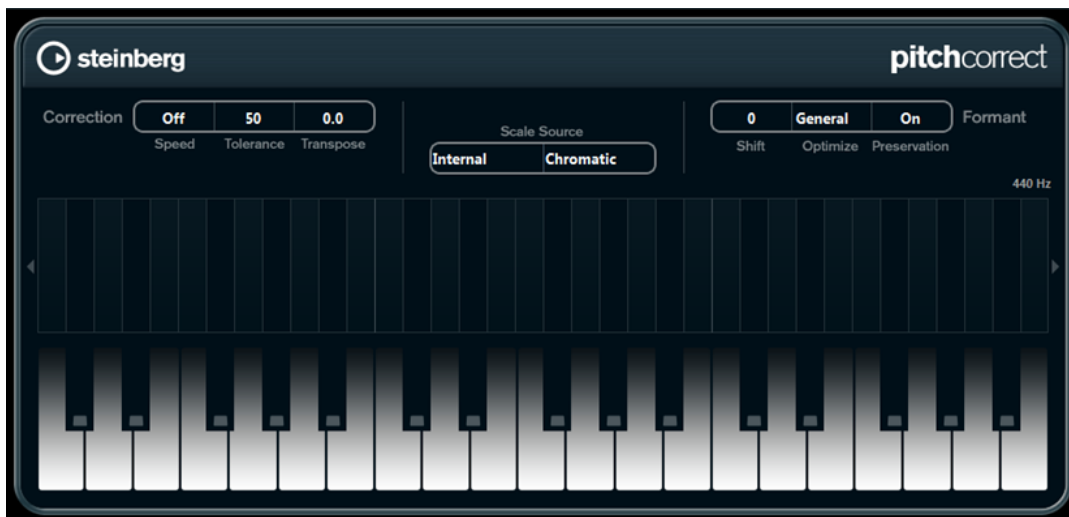 steinberg
pitchcorrect
Correction Off 50 0.0
Speed Tolerance Transpose
Scale Source
Internal Chromatic
0 General On Formant
Shift Optimize Preservation
440 Hz